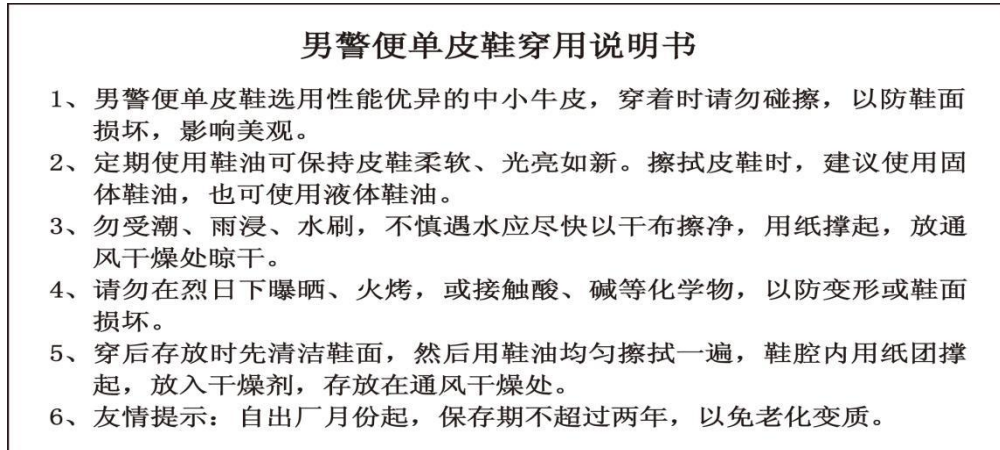 男警便单皮鞋穿用说明书
1、男警便单皮鞋选用性能优异的中小牛皮，穿着时请勿碰擦，以防鞋面
损坏，影响美观。
2、定期使用鞋油可保持皮鞋柔软、光亮如新。擦拭皮鞋时，建议使用固
体鞋油，也可使用液体鞋油。
3、勿受潮、雨浸、水刷，不慎遇水应尽快以干布擦净，用纸撑起，放通
风干燥处晾干。
4、请勿在烈日下曝晒、火烤，或接触酸、碱等化学物，以防变形或鞋面
损坏。
5、穿后存放时先清洁鞋面，然后用鞋油均匀擦拭一遍，鞋腔内用纸团撑
起，放入干燥剂，存放在通风干燥处。
6、友情提示：自出厂月份起，保存期不超过两年，以免老化变质。